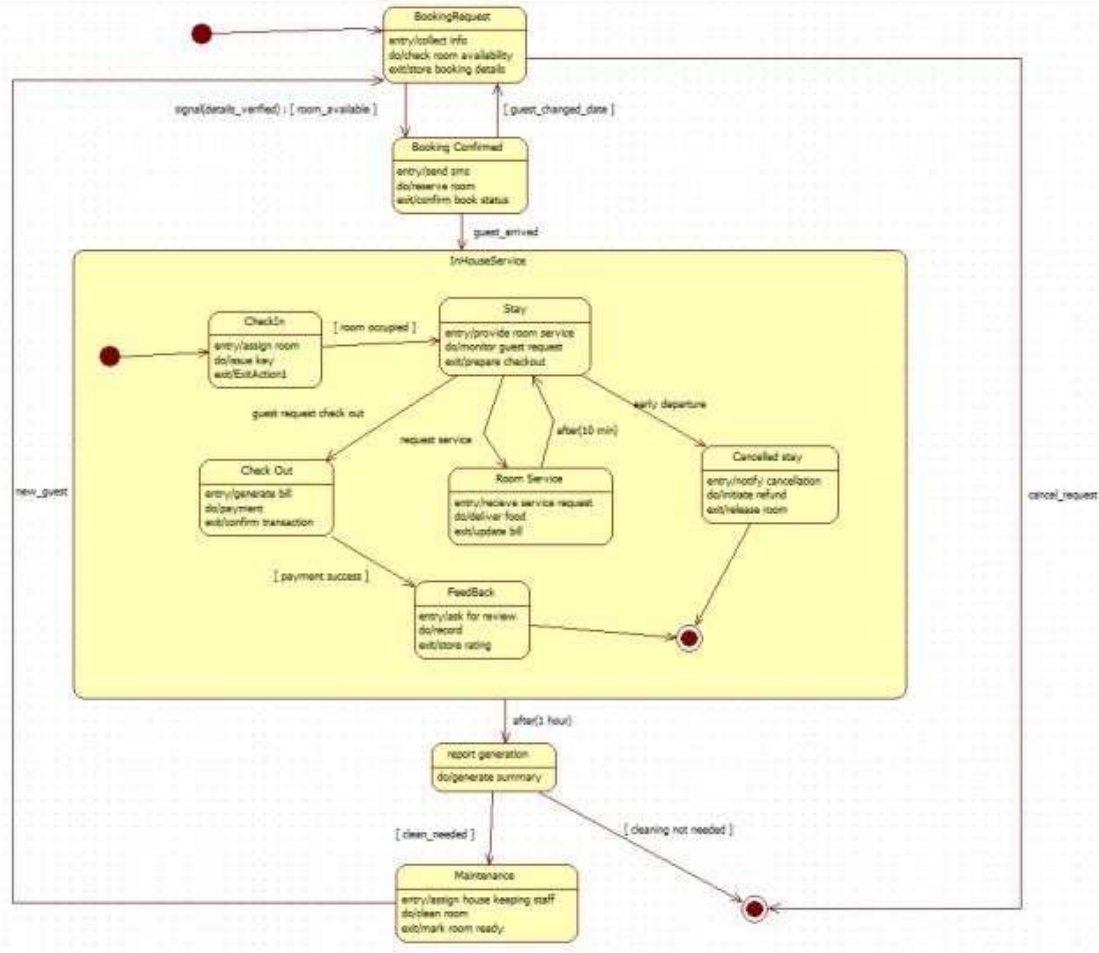 BookingRequest
entry/collect info
do/check room availability
exit/store booking details
signal(details_verified) : [ room_available ]
[ guest_changed_date ]
Booking Confirmed
entry/send sms
do/reserve room
exit/confirm book status
guest_arrived
InHouseService
CheckIn
entry/assign room
do/issue key
exit/ExitAction1
[ room occupied ]
Stay
entry/provide room service
do/monitor guest request
exit/prepare checkout
guest request check out
request service
after(10 min)
early departure
Check Out
entry/generate bill
do/payment
exit/confirm transaction
Room Service
entry/recieve service request
do/deliver food
exit/update bill
Cancelled stay
entry/notify cancellation
do/initiate refund
exit/release room
new_guest
cancel_request
[ payment success ]
FeedBack
entry/ask for review
do/record
exit/store rating
after(1 hour)
report generation
do/generate summary
[ clean_needed ]
[ cleaning not needed ]
Maintenance
entry/assign house keeping staff
do/clean room
exit/mark room ready